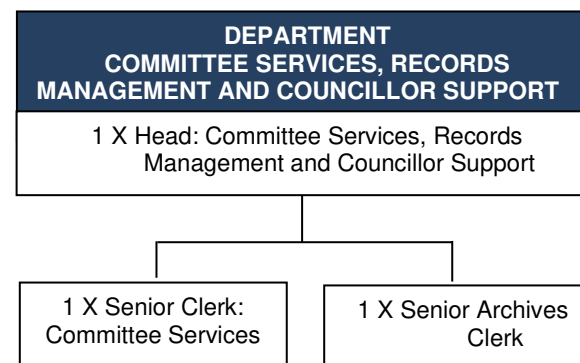 DEPARTMENT
COMMITTEE SERVICES, RECORDS
MANAGEMENT AND COUNCILLOR SUPPORT
1 X Head: Committee Services, Records
Management and Councillor Support
1 X Senior Clerk:
Committee Services
1 X Senior Archives
Clerk